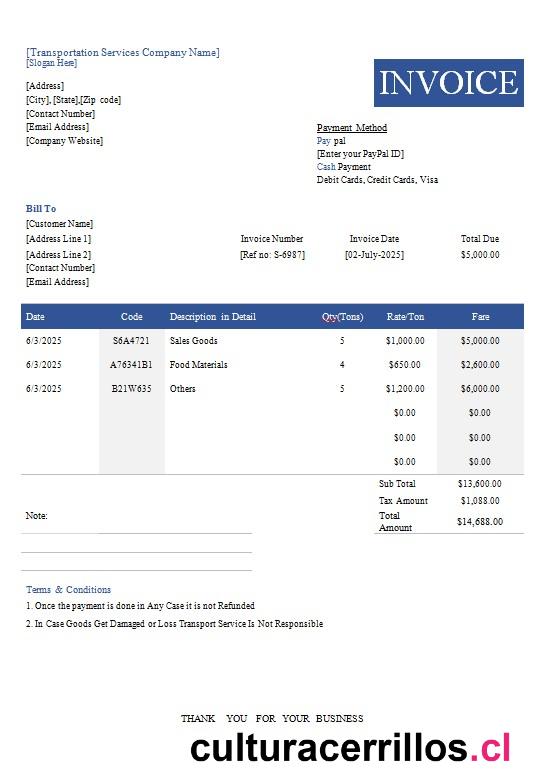 [Transportation Services Company Name]
[Slogan Here]
INVOICE
[Address]
[City], [State],[Zip code]
[Contact Number]
[Email Address]
[Company Website]
Payment Method
Pay pal
[Enter your PayPal ID]
Cash Payment
Debit Cards, Credit Cards, Visa
Bill To
[Customer Name]
[Address Line 1] Invoice Number Invoice Date Total Due
[Address Line 2] [Ref no: S-6987] [02-July-2025] $5,000.00
[Contact Number]
[Email Address]
Date Code Description in Detail Qty(Tons) Rate/Ton Fare
6/3/2025 S6A4721 Sales Goods 5 $1,000.00 $5,000.00
6/3/2025 A76341B1 Food Materials 4 $650.00 $2,600.00
6/3/2025 B21W635 Others 5 $1,200.00 $6,000.00
$0.00 $0.00
$0.00 $0.00
$0.00 $0.00
Sub Total $13,600.00
Tax Amount $1,088.00
Note:
Total
Amount $14,688.00
Terms & Conditions
1. Once the payment is done in Any Case it is not Refunded
2. In Case Goods Get Damaged or Loss Transport Service Is Not Responsible
THANK YOU FOR YOUR BUSINESS
culturacerrillos.cl